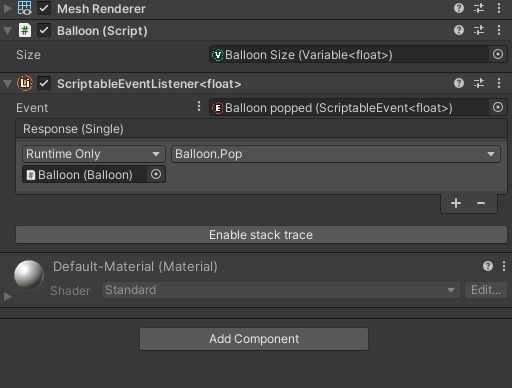 Mesh Renderer
Balloon (Script)
Size Balloon Size (Variable<float>)
ScriptableEventListener<float>
Event Balloon popped (ScriptableEvent<float>)
Response (Single)
Runtime Only Balloon.Pop
Balloon (Balloon)
+ −
Enable stack trace
Default-Material (Material)
Shader Standard Edit...
Add Component